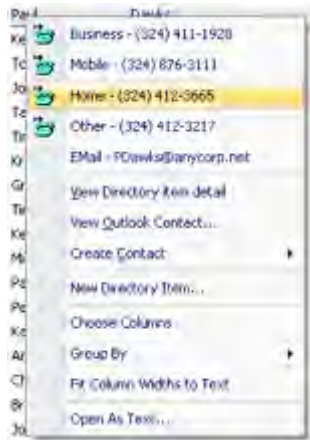 Paul Dawks
Business - (324) 411-1928
Mobile - (324) 876-3111
Home - (324) 412-3665
Other - (324) 412-3217
EMail - PDawks@anycorp.net
View Directory item detail
View Outlook Contact...
Create Contact
New Directory Item...
Choose Columns
Group By
Fit Column Widths to Text
Open As Text...